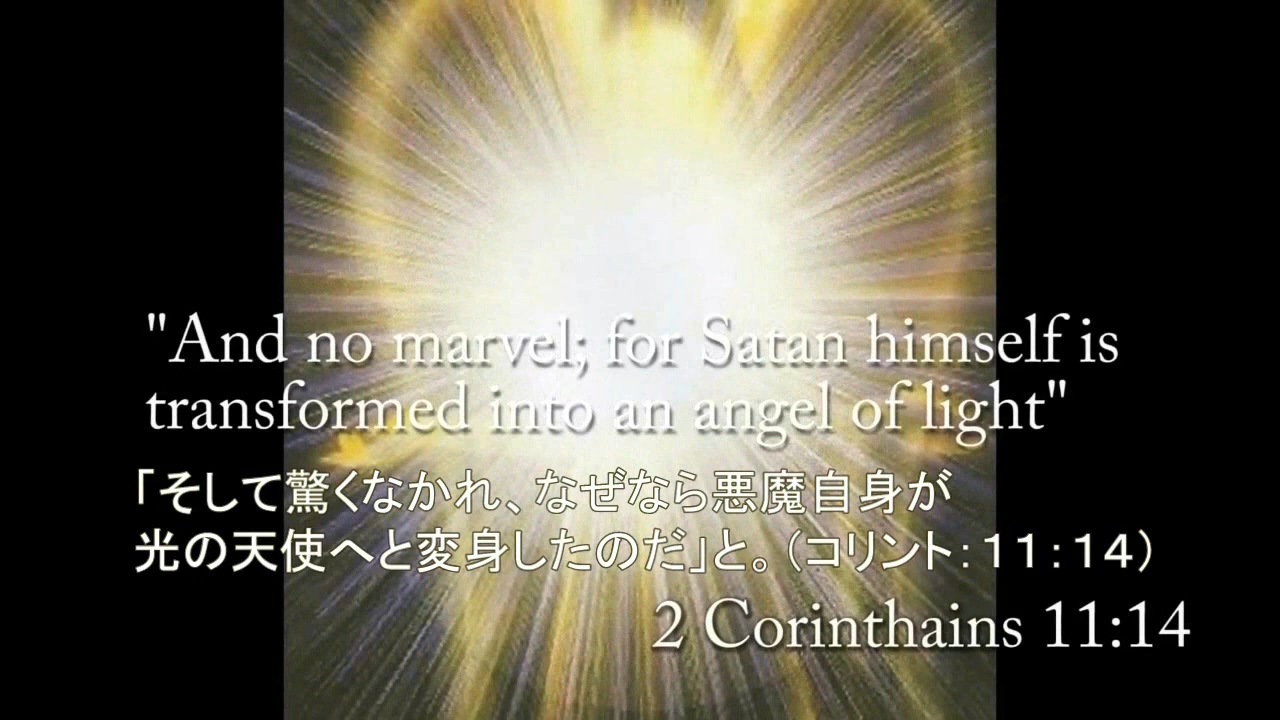 "And no marvel; for Satan himself is
transformed into an angel of light"
「そして驚くなかれ、なぜなら悪魔自身が
光の天使へと変身したのだ」と。（コリント：１１：１４）
2 Corinthains 11:14